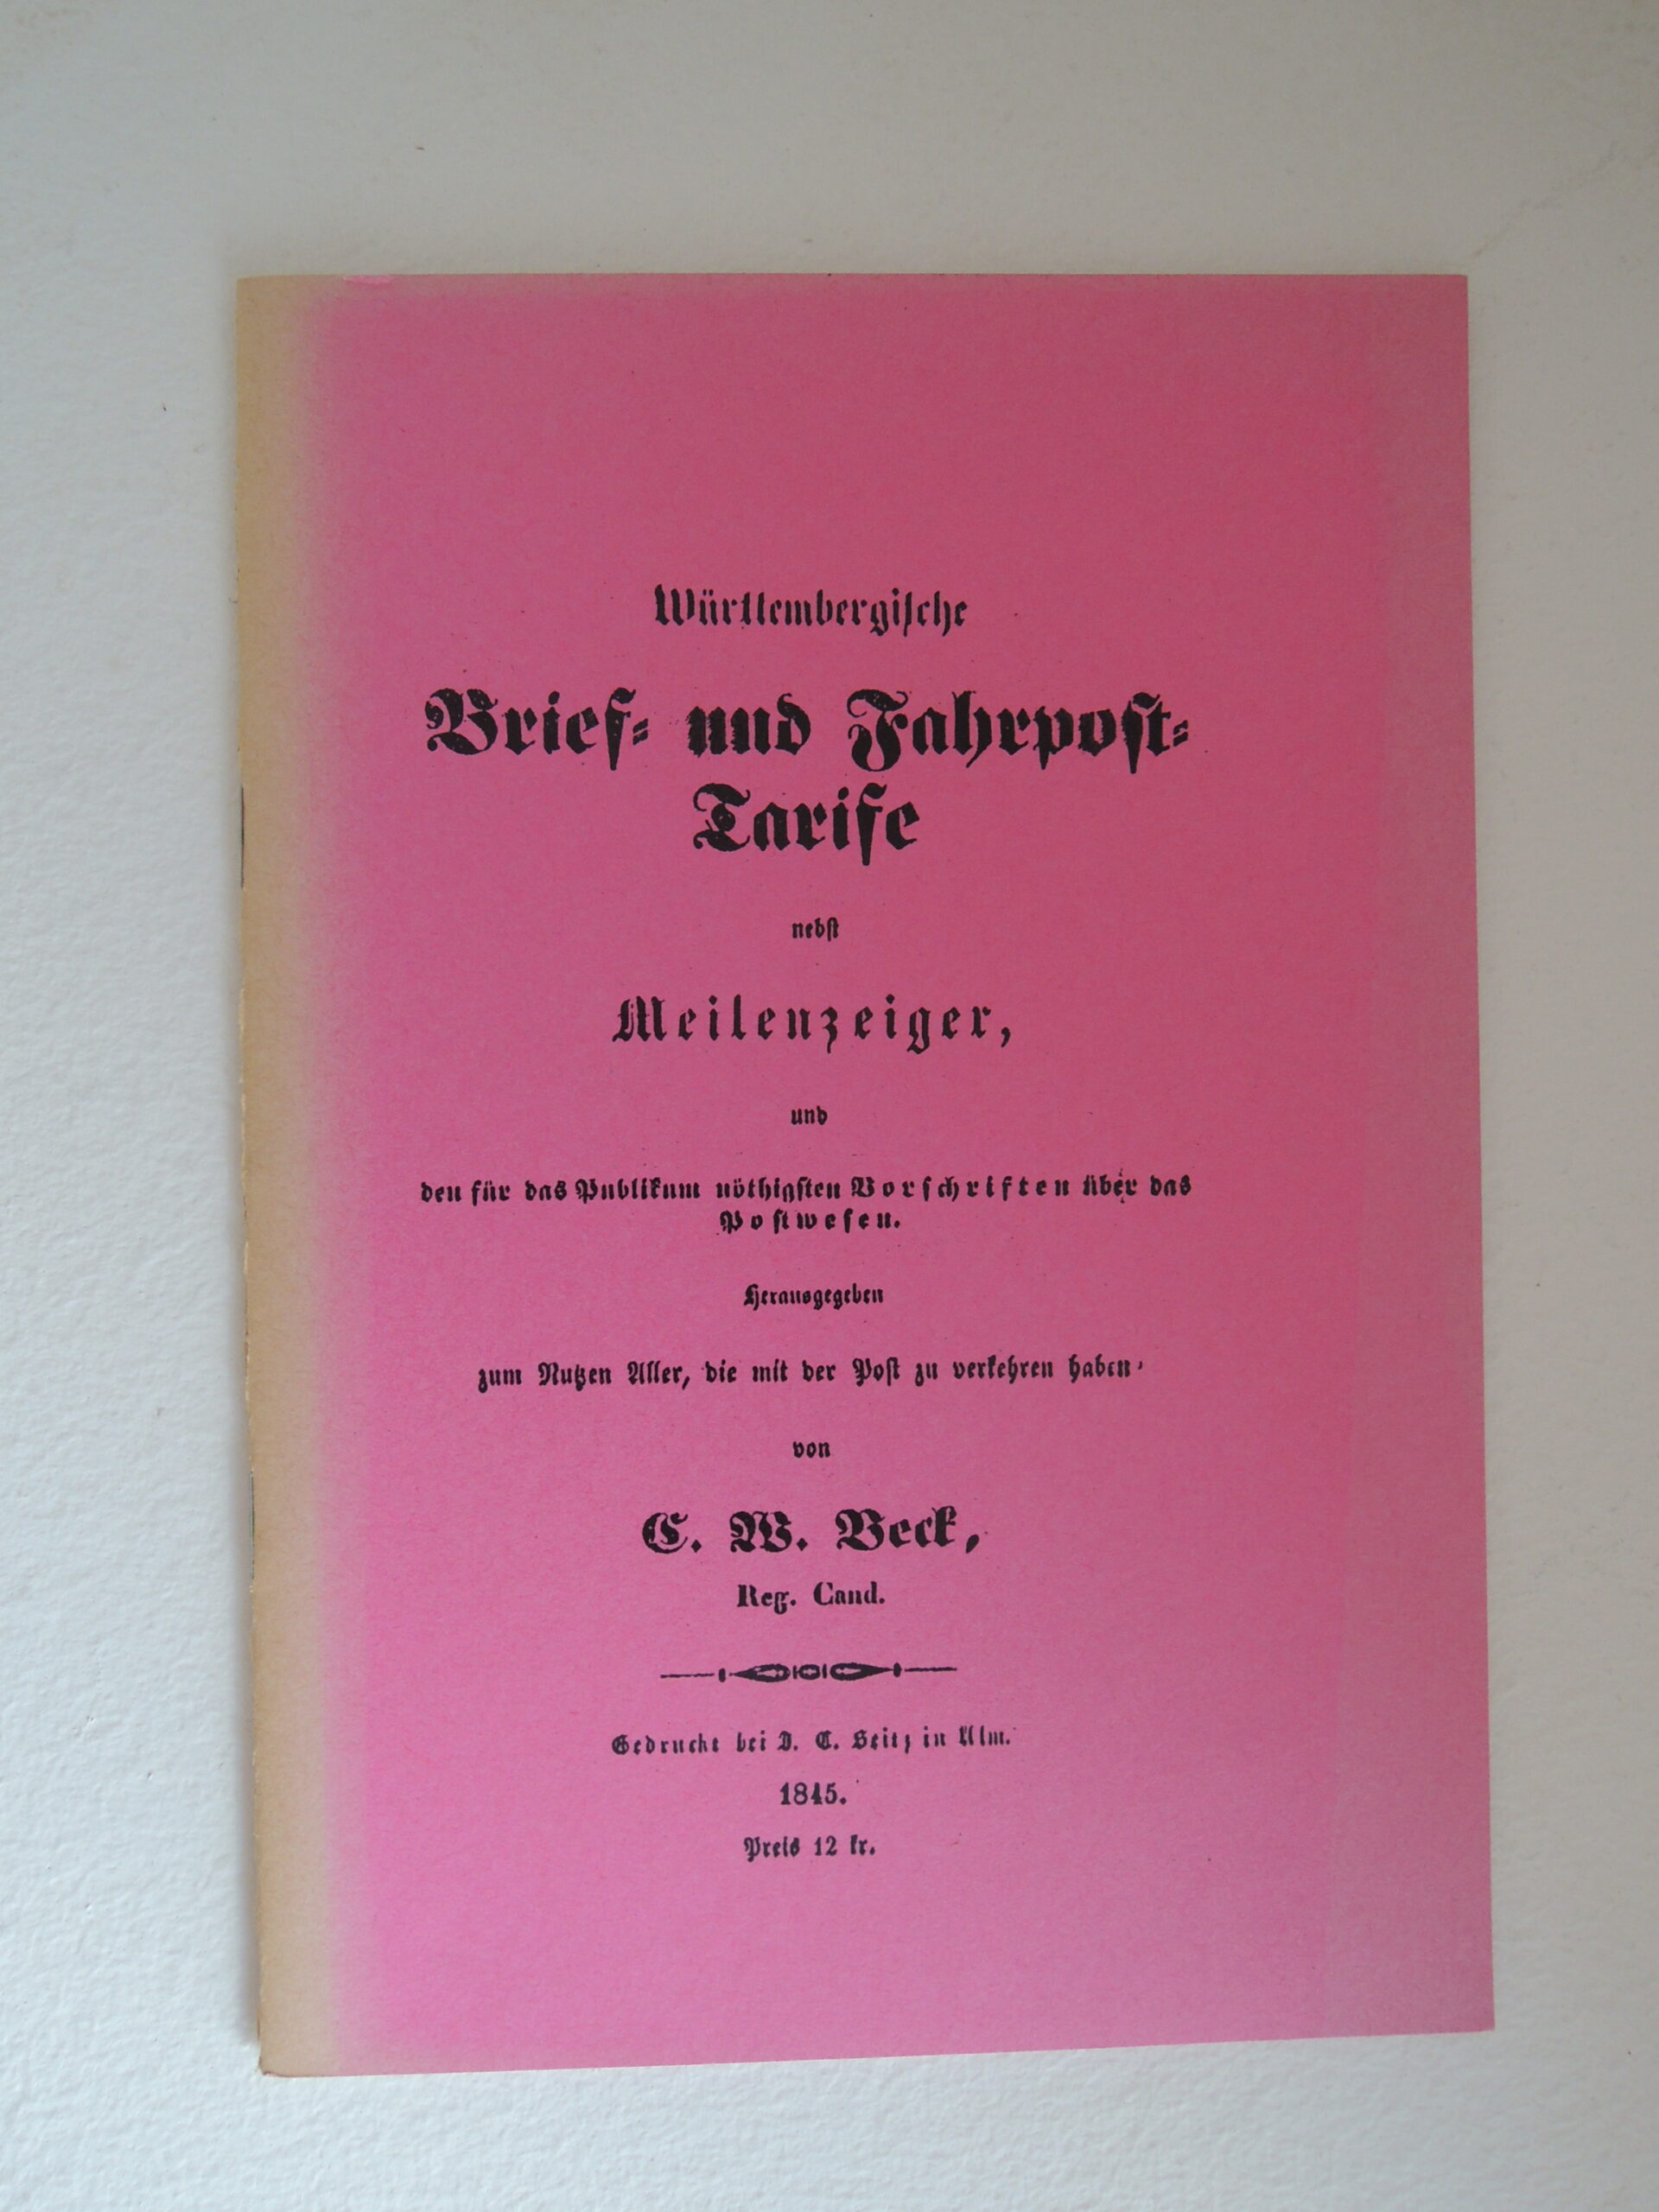 Württembergische
Brief- und Fahrpost-
Tarife
nebst
Meilenzeiger,
und
den für das Publikum nöthigsten Vorschriften über das
Postwesen.
Herausgegeben
zum Nutzen Aller, die mit der Post zu verkehren haben,
von
C. W. Beck,
Reg. Cand.
Gedruckt bei J. C. Seitz in Ulm.
1845.
Preis 12 kr.